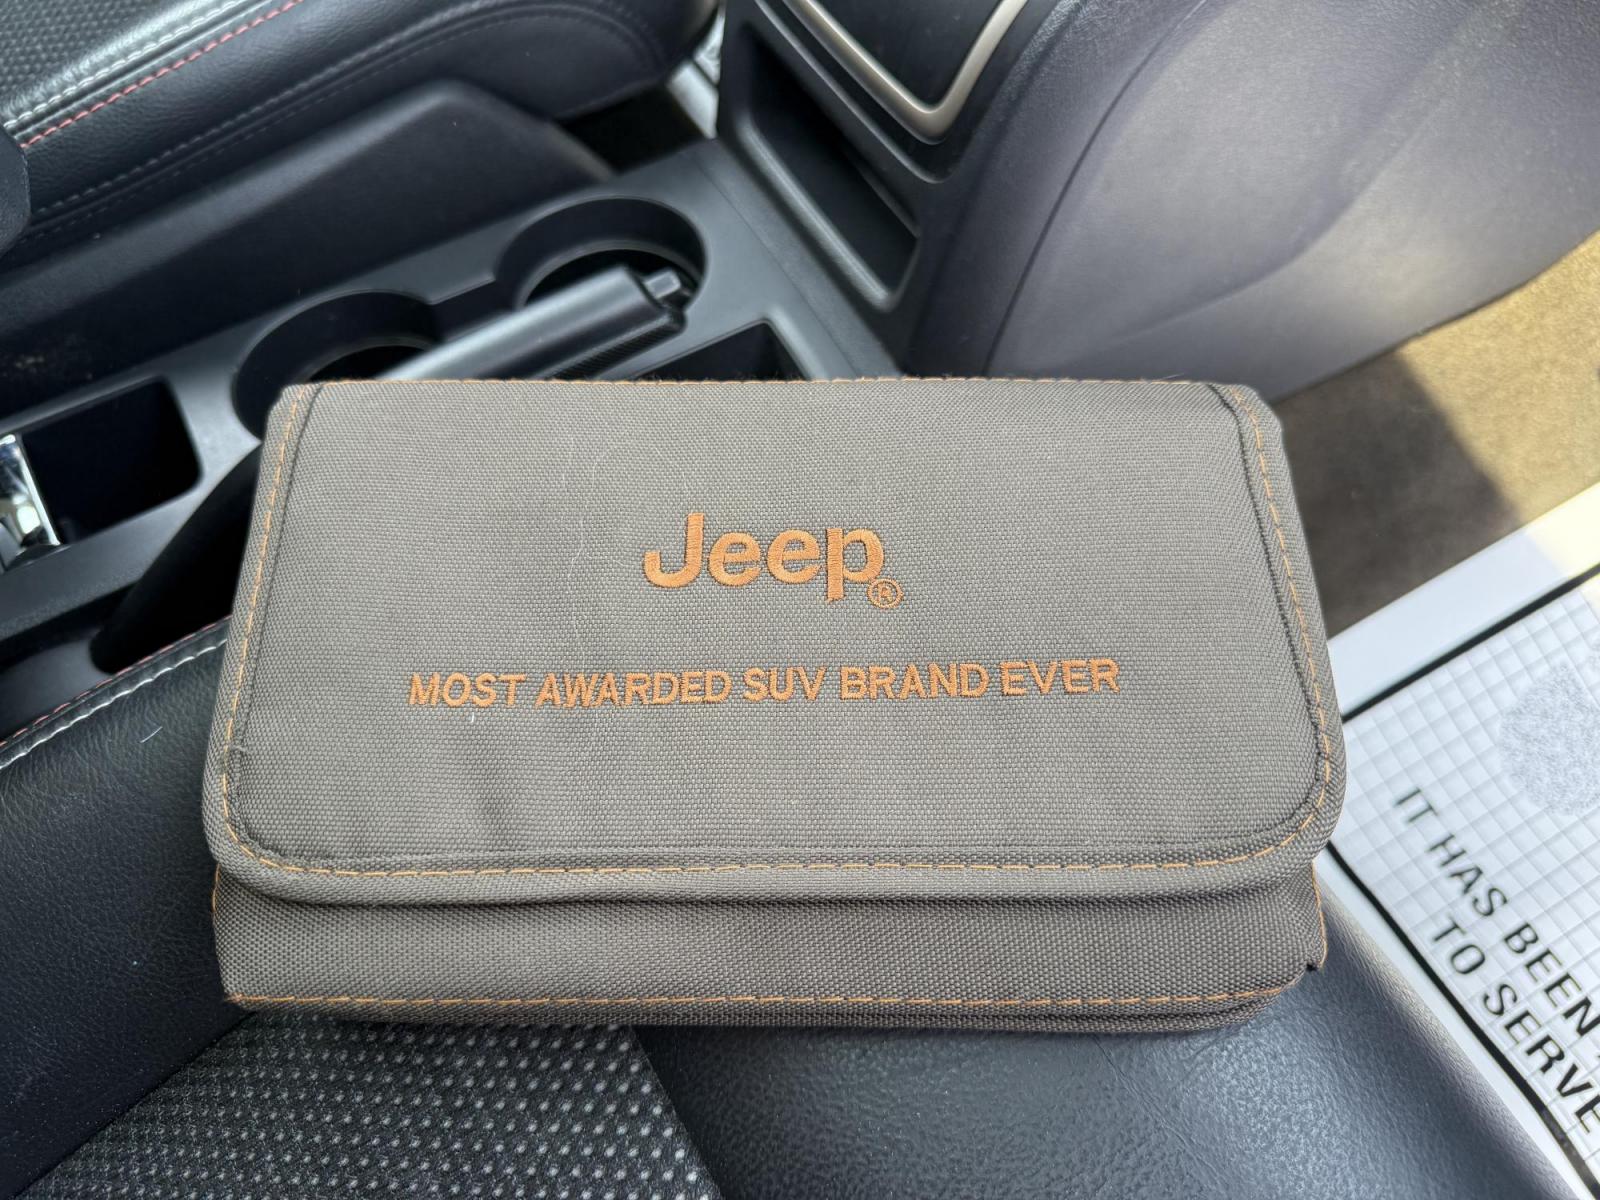 Jeep®
MOST AWARDED SUV BRAND EVER
IT HAS BEEN
TO SERVE